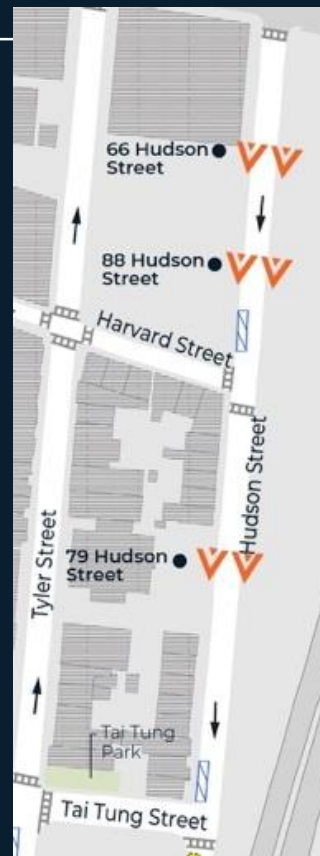 66 Hudson
Street
88 Hudson
Street
Harvard Street
Hudson Street
79 Hudson
Street
Tyler Street
Tai Tung
Park
Tai Tung Street